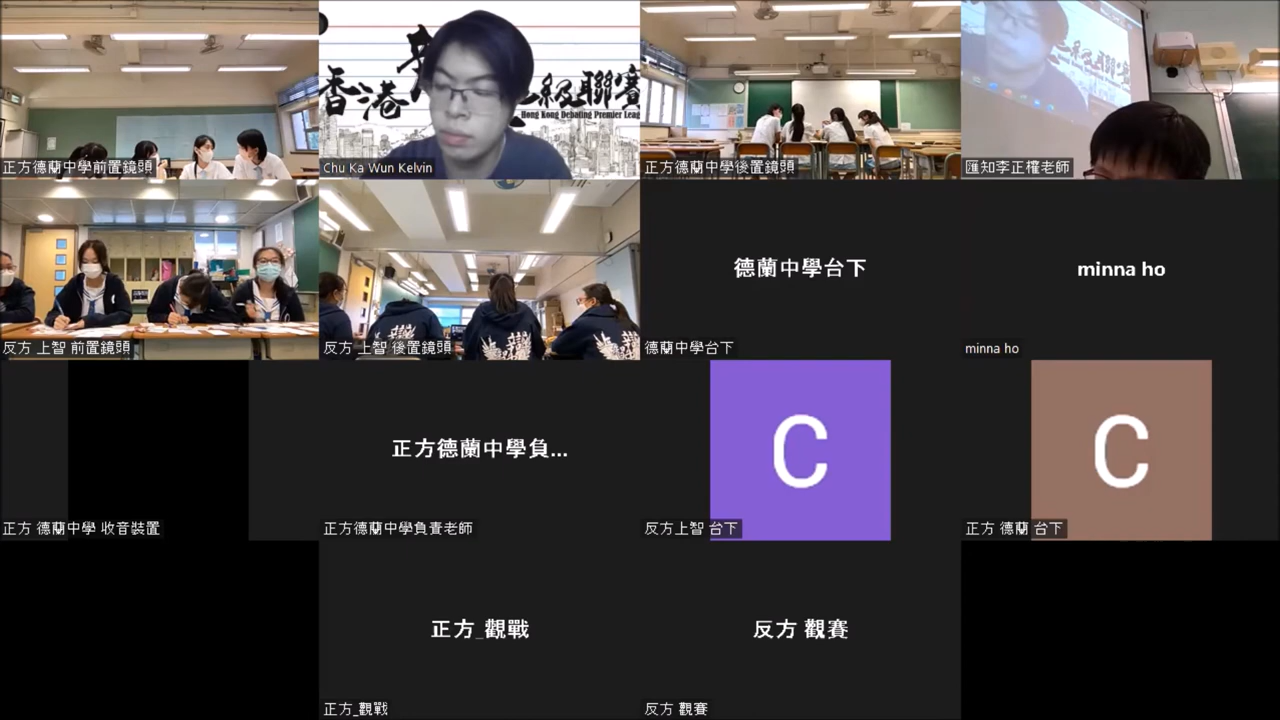 正方德蘭中學前置鏡頭
香港
級聯賽
Hong Kong Debating Premier Leag
Chu Ka Wun Kelvin
正方德蘭中學後置鏡頭
級聯賽
匯知李正權老師
反方 上智 前置鏡頭
反方 上智 後置鏡頭
德蘭中學台下
德蘭中學台下
minna ho
minna ho
正方 德蘭中學 收音裝置
正方德蘭中學負...
正方德蘭中學負責老師
C
反方上智 台下
C
正方 德蘭 台下
正方_觀戰
正方_觀戰
反方 觀賽
反方 觀賽